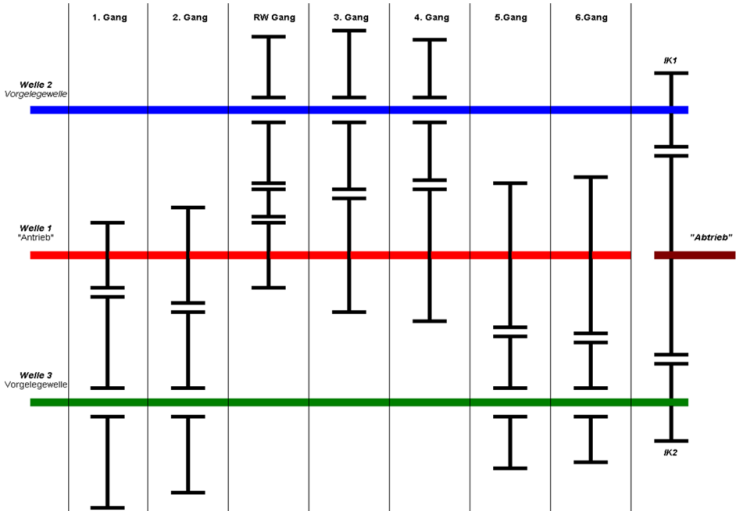 1. Gang
2. Gang
RW Gang
3. Gang
4. Gang
5.Gang
6.Gang
IK1
Welle 2
Vorgelegewelle
Welle 1
"Antrieb"
"Abtrieb"
Welle 3
Vorgelegewelle
IK2